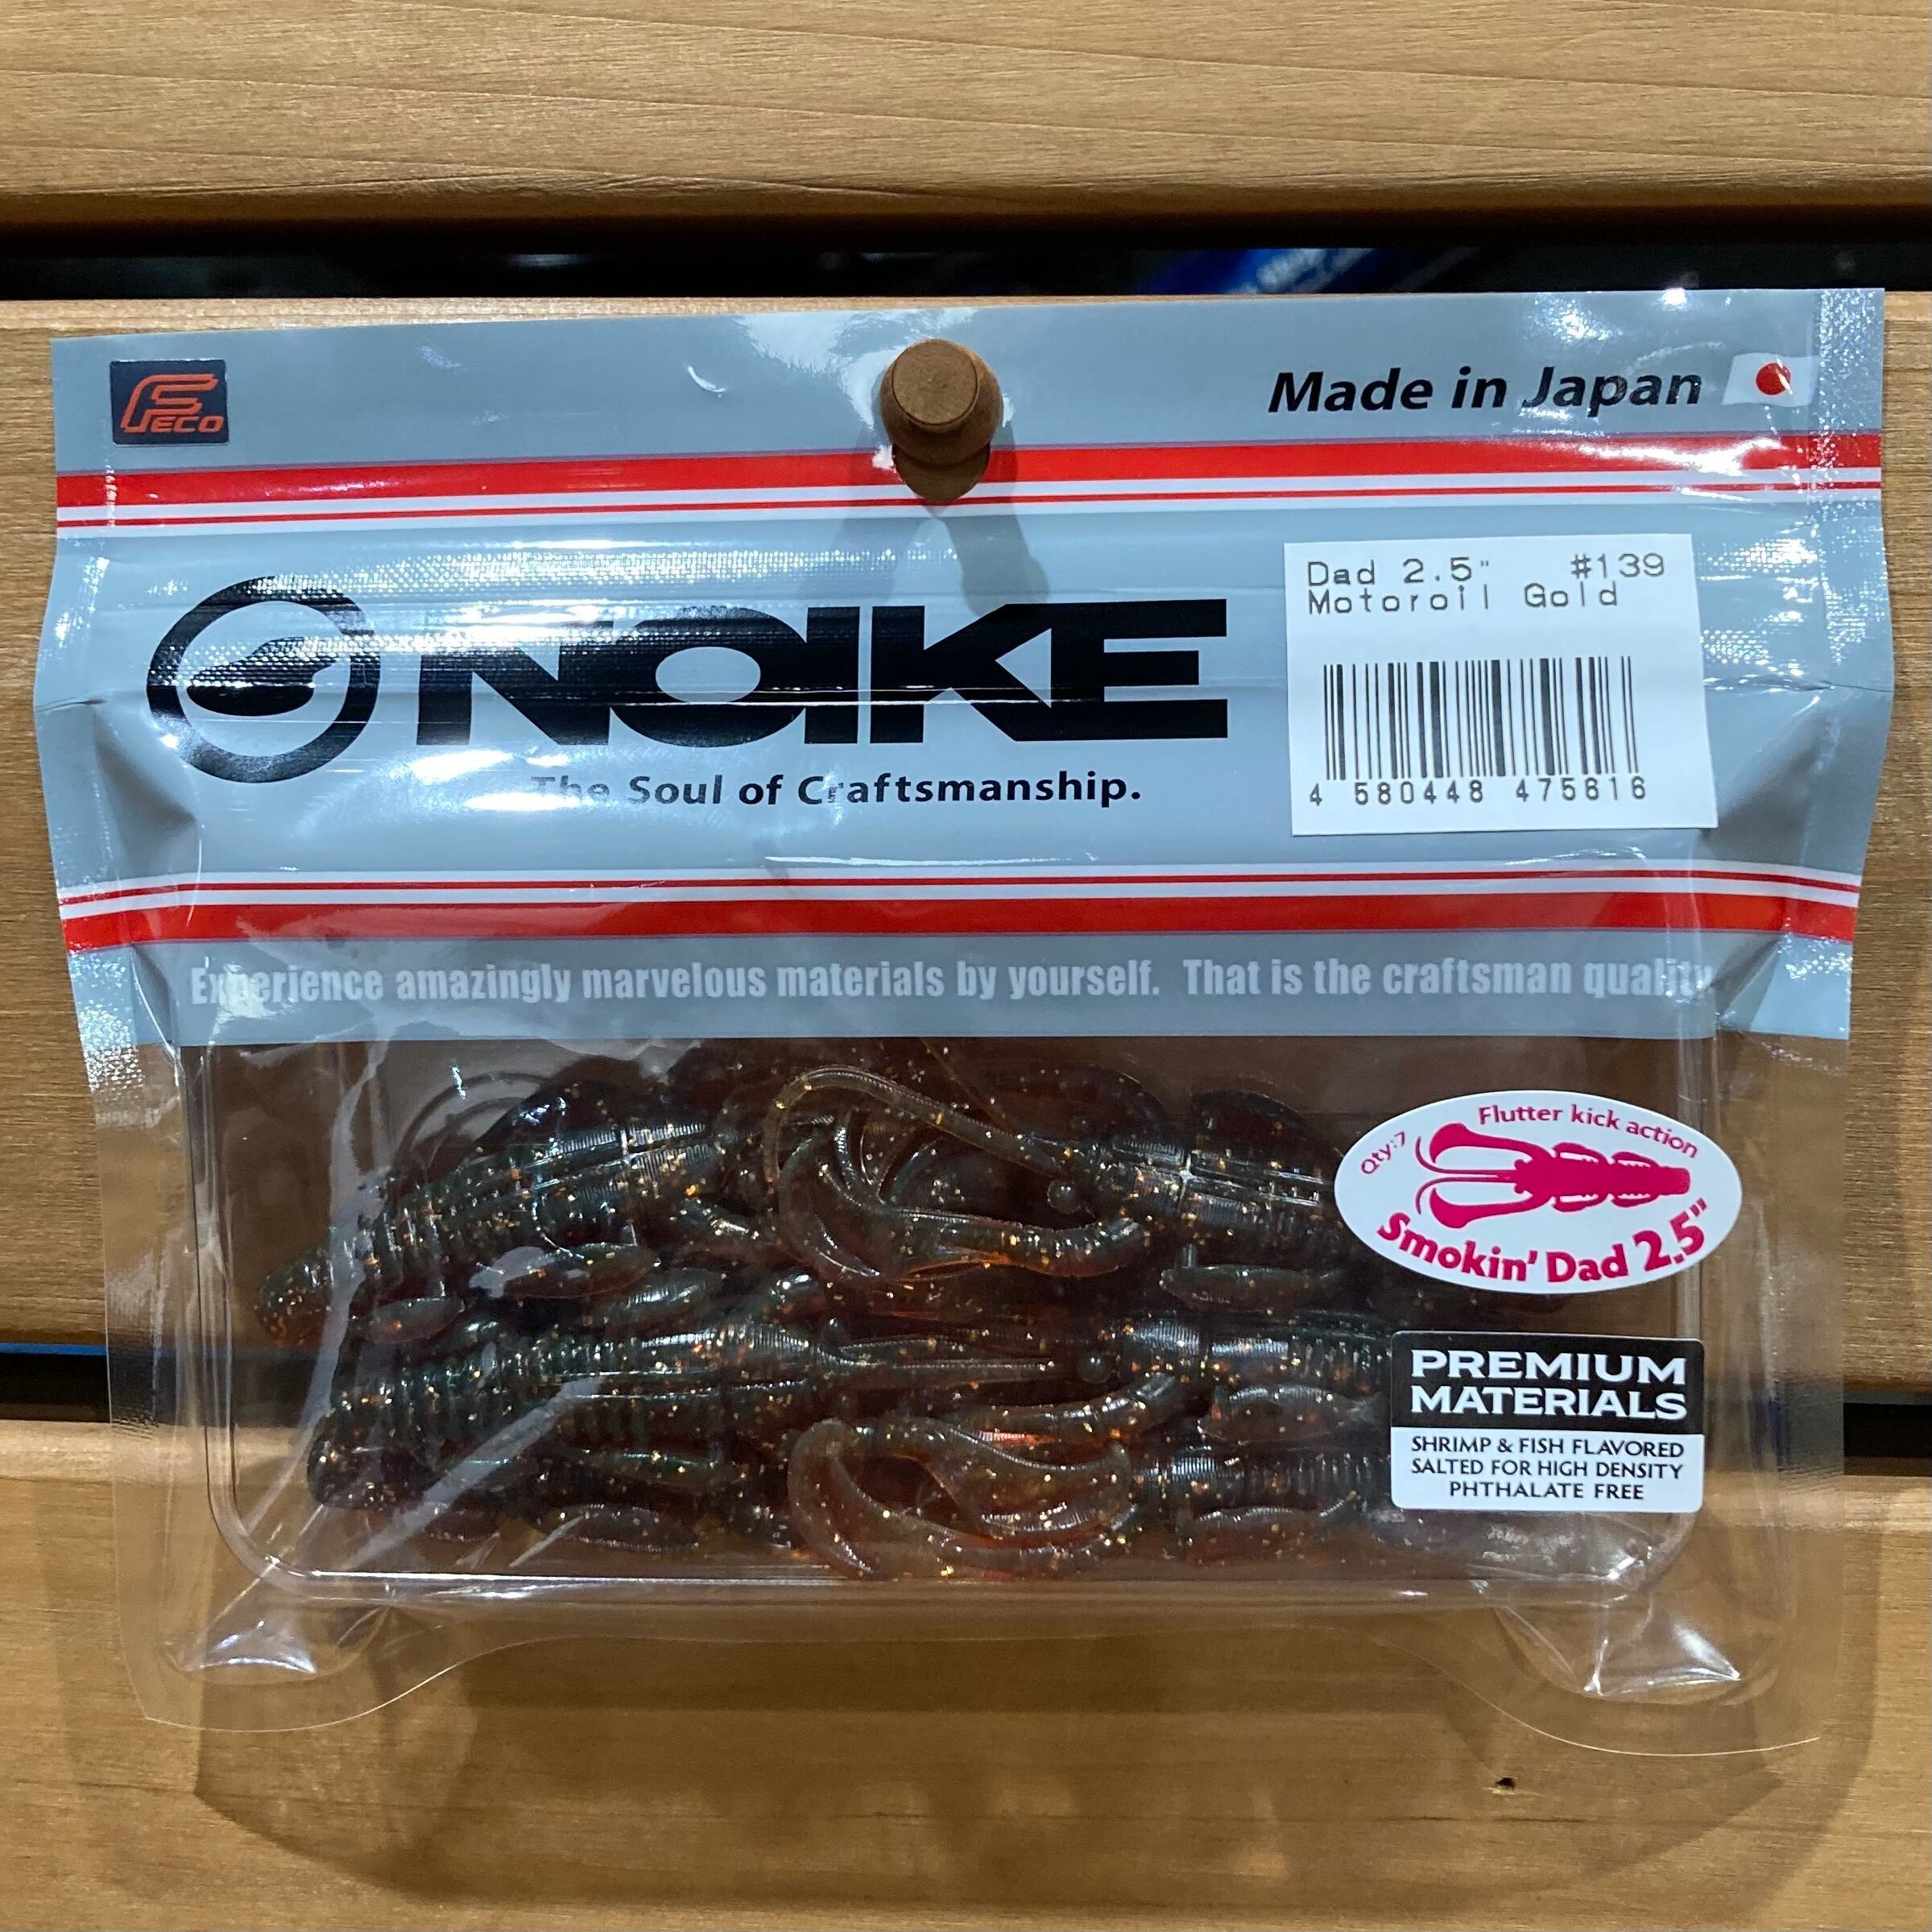 FECO
Made in Japan
Dad 2.5" #139
Motoroil Gold
NOIKE
The Soul of Craftsmanship.
4 580448 475616
Experience amazingly marvelous materials by yourself. That is the craftsman quality
Flutter kick action
Qty:7
Smokin' Dad 2.5"
PREMIUM
MATERIALS
SHRIMP & FISH FLAVORED
SALTED FOR HIGH DENSITY
PHTHALATE FREE